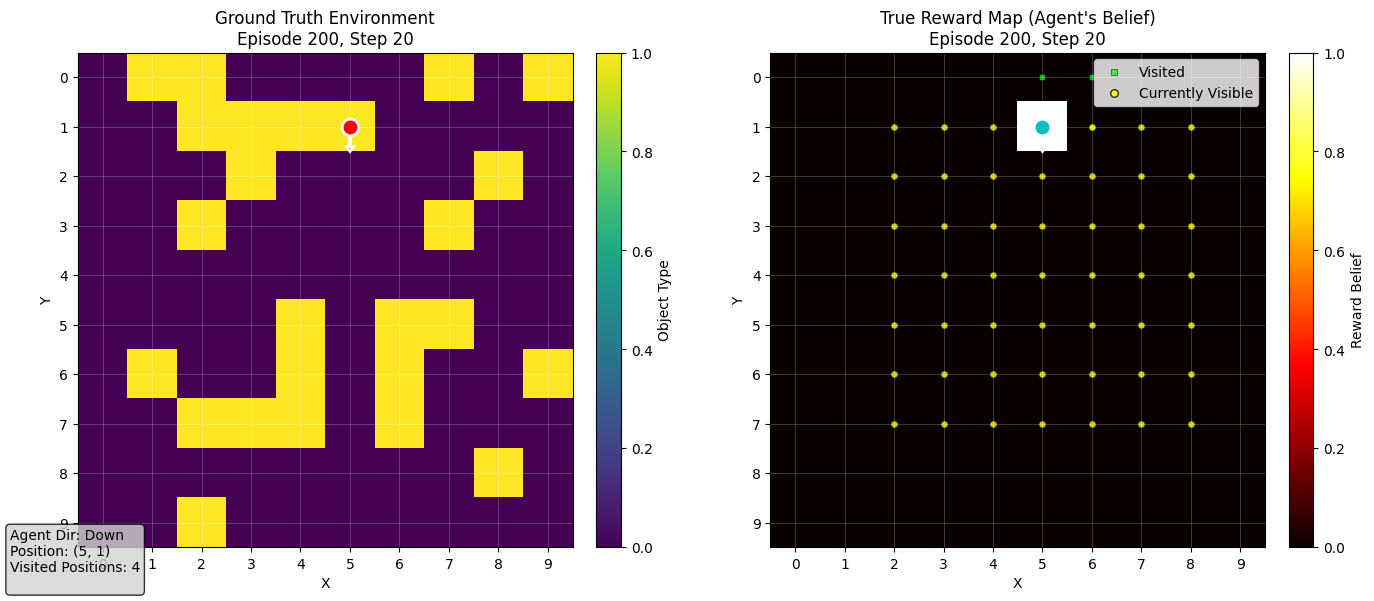 Ground Truth Environment
Episode 200, Step 20
True Reward Map (Agent's Belief)
Episode 200, Step 20
Visited
Currently Visible
0
1
2
3
4
5
6
7
8
9
Y
0 1 2 3 4 5 6 7 8 9
X
1.0
0.8
0.6
0.4
0.2
0.0
Object Type
0
1
2
3
4
5
6
7
8
9
Y
0 1 2 3 4 5 6 7 8 9
X
1.0
0.8
0.6
0.4
0.2
0.0
Reward Belief
Agent Dir: Down
Position: (5, 1)
Visited Positions: 4